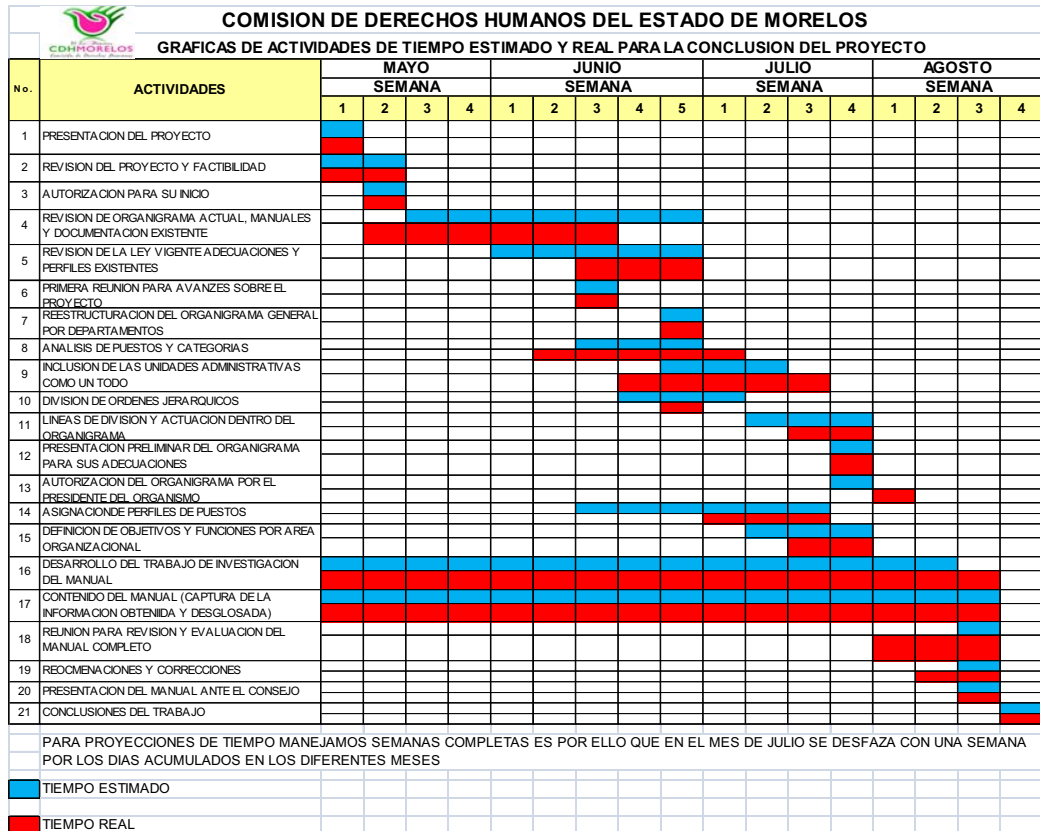 COMISION DE DERECHOS HUMANOS DEL ESTADO DE MORELOS
CDHMORELOS
GRAFICAS DE ACTIVIDADES DE TIEMPO ESTIMADO Y REAL PARA LA CONCLUSION DEL PROYECTO
No. ACTIVIDADES MAYO JUNIO JULIO AGOSTO
SEMANA SEMANA SEMANA SEMANA
1 2 3 4 1 2 3 4 5 1 2 3 4 1 2 3 4
1 PRESENTACION DEL PROYECTO
2 REVISION DEL PROYECTO Y FACTIBILIDAD
3 AUTORIZACION PARA SU INICIO
4 REVISION DE ORGANIGRAMA ACTUAL, MANUALES
Y DOCUMENTACION EXISTENTE
5 REVISION DE LA LEY VIGENTE ADECUACIONES Y
PERFILES EXISTENTES
6 PRIMERA REUNION PARA AVANZES SOBRE EL
PROYECTO
7 REESTRUCTURACION DEL ORGANIGRAMA GENERAL
POR DEPARTAMENTOS
8 ANALISIS DE PUESTOS Y CATEGORIAS
9 INCLUSION DE LAS UNIDADES ADMINISTRATIVAS
COMO UN TODO
10 DIVISION DE ORDENES JERARQUICOS
11 LINEAS DE DIVISION Y ACTUACION DENTRO DEL
ORGANIGRAMA
12 PRESENTACION PRELIMINAR DEL ORGANIGRAMA
PARA SUS ADECUACIONES
13 AUTORIZACION DEL ORGANIGRAMA POR EL
PRESIDENTE DEL ORGANISMO
14 ASIGNACIONDE PERFILES DE PUESTOS
15 DEFINICION DE OBJETIVOS Y FUNCIONES POR AREA
ORGANIZACIONAL
16 DESARROLLO DEL TRABAJO DE INVESTIGACION
DEL MANUAL
17 CONTENIDO DEL MANUAL (CAPTURA DE LA
INFORMACION OBTENIIDA Y DESGLOSADA)
18 REUNION PARA REVISION Y EVALUACION DEL
MANUAL COMPLETO
19 REOCMENACIONES Y CORRECCIONES
20 PRESENTACION DEL MANUAL ANTE EL CONSEJO
21 CONCLUSIONES DEL TRABAJO
PARA PROYECCIONES DE TIEMPO MANEJAMOS SEMANAS COMPLETAS ES POR ELLO QUE EN EL MES DE JULIO SE DESFAZA CON UNA SEMANA
POR LOS DIAS ACUMULADOS EN LOS DIFERENTES MESES
TIEMPO ESTIMADO
TIEMPO REAL